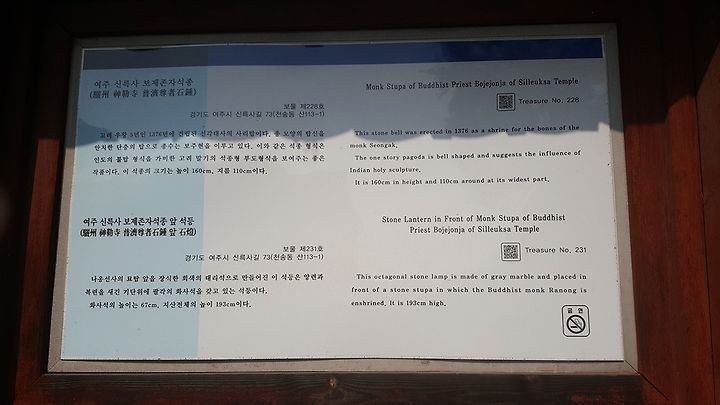 여주 신륵사 보제존자석종
(驪州 神勒寺 普濟尊者石鍾)
보물 제228호
경기도 여주시 신륵사길 73(천송동 산113-1)
고려 우왕 5년인 1376년에 건립된 선각대사의 사리탑이다. 종 모양의 탑신을
안치한 단층의 탑으로 종수는 보주현을 이루고 있다. 이와 같은 석종 형식은
인도의 불탑 형식을 가미한 고려 말기의 석종형 부도형식을 보여주는 좋은
작품이다. 이 석종의 크기는 높이 160cm, 지름 110cm이다.
Monk Stupa of Buddhist Priest Bojejonja of Silleuksa Temple
Treasure No. 228
This stone bell was erected in 1376 as a shrine for the bones of the
monk Seongak.
The one story pagoda is bell shaped and suggests the influence of
Indian holy sculpture.
It is 160cm in height and 110cm around at its widest part.
여주 신륵사 보제존자석종 앞 석등
(驪州 神勒寺 普濟尊者石鍾 앞 石燈)
보물 제231호
경기도 여주시 신륵사길 73(천송동 산113-1)
나옹선사의 묘탑 앞을 장식한 회색의 대리석으로 만들어진 이 석등은 앙련과
복련을 새긴 기단위에 팔각의 화사석을 갖고 있는 석등이다.
화사석의 높이는 67cm, 지산전체의 높이 193cm이다.
Stone Lantern in Front of Monk Stupa of Buddhist
Priest Bojejonja of Silleuksa Temple
Treasure No. 231
This octagonal stone lamp is made of gray marble and placed in
front of a stone stupa in which the Buddhist monk Ranong is
enshrined. It is 193cm high.
금 연